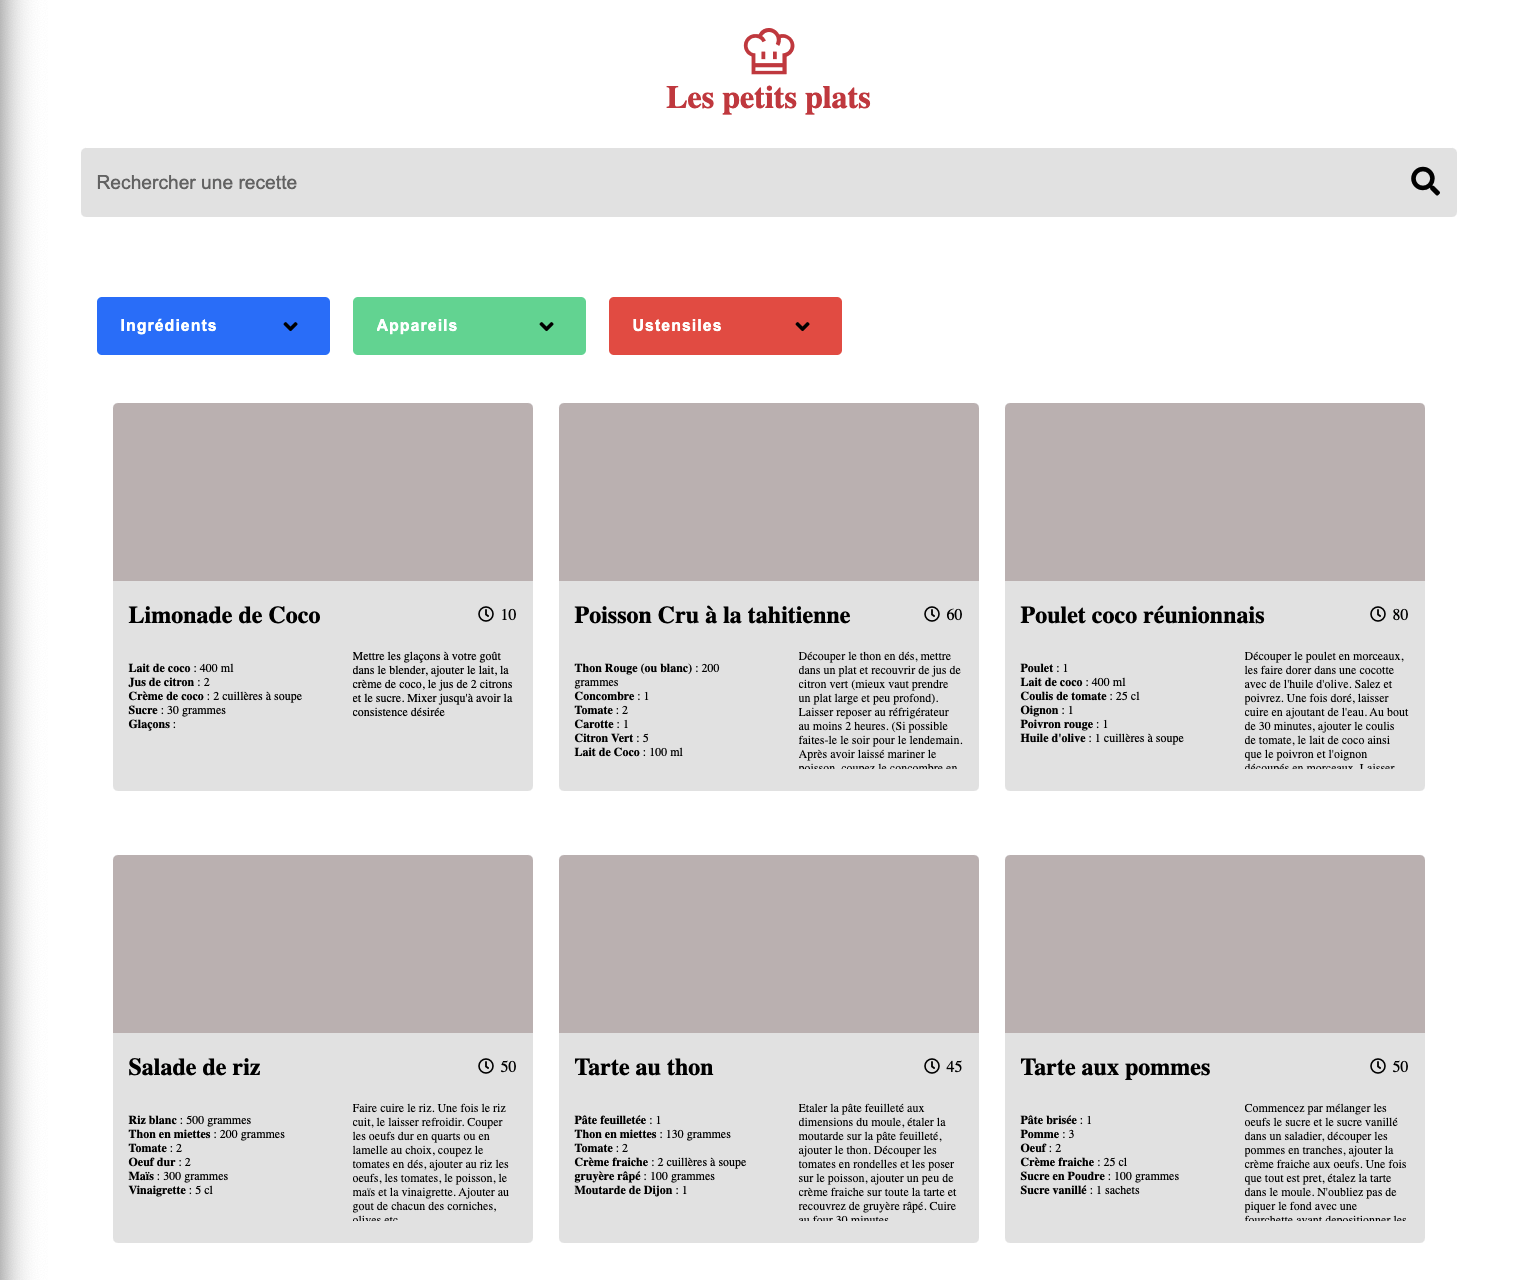 Les petits plats
Rechercher une recette
Ingrédients
Appareils
Ustensiles
Limonade de Coco
10
Lait de coco : 400 ml
Jus de citron : 2
Crème de coco : 2 cuillères à soupe
Sucre : 30 grammes
Glaçons :
Mettre les glaçons à votre goût
dans le blender, ajouter le lait, la
crème de coco, le jus de 2 citrons
et le sucre. Mixer jusqu'à avoir la
consistence désirée
Poisson Cru à la tahitienne
60
Thon Rouge (ou blanc) : 200
grammes
Concombre : 1
Tomate : 2
Carotte : 1
Citron Vert : 5
Lait de Coco : 100 ml
Découper le thon en dés, mettre
dans un plat et recouvrir de jus de
citron vert (mieux vaut prendre
un plat large et peu profond).
Laisser reposer au réfrigérateur
au moins 2 heures. (Si possible
faites-le le soir pour le lendemain.
Après avoir laissé mariner le
poisson, coupez le concombre en
Poulet coco réunionnais
80
Poulet : 1
Lait de coco : 400 ml
Coulis de tomate : 25 cl
Oignon : 1
Poivron rouge : 1
Huile d'olive : 1 cuillères à soupe
Découper le poulet en morceaux,
les faire dorer dans une cocotte
avec de l'huile d'olive. Salez et
poivrez. Une fois doré, laisser
cuire en ajoutant de l'eau. Au bout
de 30 minutes, ajouter le coulis
de tomate, le lait de coco ainsi
que le poivron et l'oignon
découpés en morceaux. Laisser
Salade de riz
50
Riz blanc : 500 grammes
Thon en miettes : 200 grammes
Tomate : 2
Oeuf dur : 2
Maïs : 300 grammes
Vinaigrette : 5 cl
Faire cuire le riz. Une fois le riz
cuit, le laisser refroidir. Couper
les oeufs dur en quarts ou en
lamelle au choix, coupez le
tomates en dés, ajouter au riz les
oeufs, les tomates, le poisson, le
maïs et la vinaigrette. Ajouter au
gout de chacun des corniches,
olives etc
Tarte au thon
45
Pâte feuilletée : 1
Thon en miettes : 130 grammes
Tomate : 2
Crème fraiche : 2 cuillères à soupe
gruyère râpé : 100 grammes
Moutarde de Dijon : 1
Etaler la pâte feuilleté aux
dimensions du moule, étaler la
moutarde sur la pâte feuilleté,
ajouter le thon. Découper les
tomates en rondelles et les poser
sur le poisson, ajouter un peu de
crème fraiche sur toute la tarte et
recouvrez de gruyère râpé. Cuire
au four 30 minutes
Tarte aux pommes
50
Pâte brisée : 1
Pomme : 3
Oeuf : 2
Crème fraiche : 25 cl
Sucre en Poudre : 100 grammes
Sucre vanillé : 1 sachets
Commencez par mélanger les
oeufs le sucre et le sucre vanillé
dans un saladier, découper les
pommes en tranches, ajouter la
crème fraiche aux oeufs. Une fois
que tout est pret, étalez la tarte
dans le moule. N'oubliez pas de
piquer le fond avec une
fourchette avant depositionner les